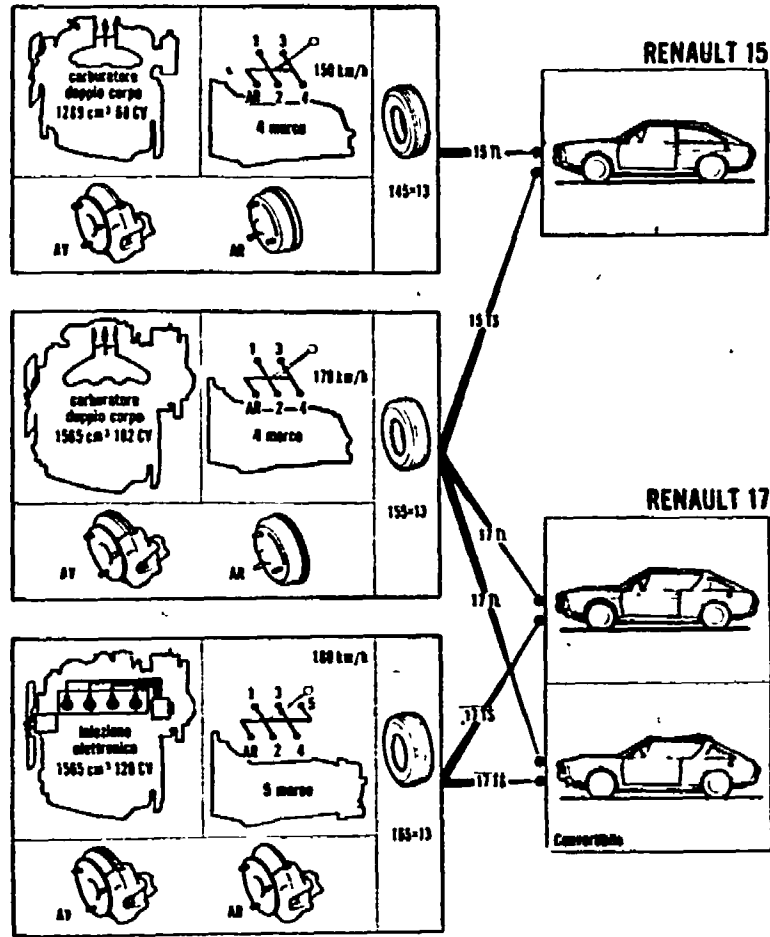 carburatore
doppio corpo
1289 cm³ 68 CV
1 3
150 km/h
AR 2 4
4 marce
145=13
AV
AR
RENAULT 15
15 TL
15 TS
carburatore
doppio corpo
1565 cm³ 102 CV
1 3
170 km/h
AR 2 4
4 marce
155=13
AV
AR
RENAULT 17
17 TL
17 TL
17 TS
17 TS
Convertibile
Iniezione
elettronica
1565 cm³ 120 CV
180 km/h
1 3 5
AR 2 4
5 marce
165=13
AV
AR